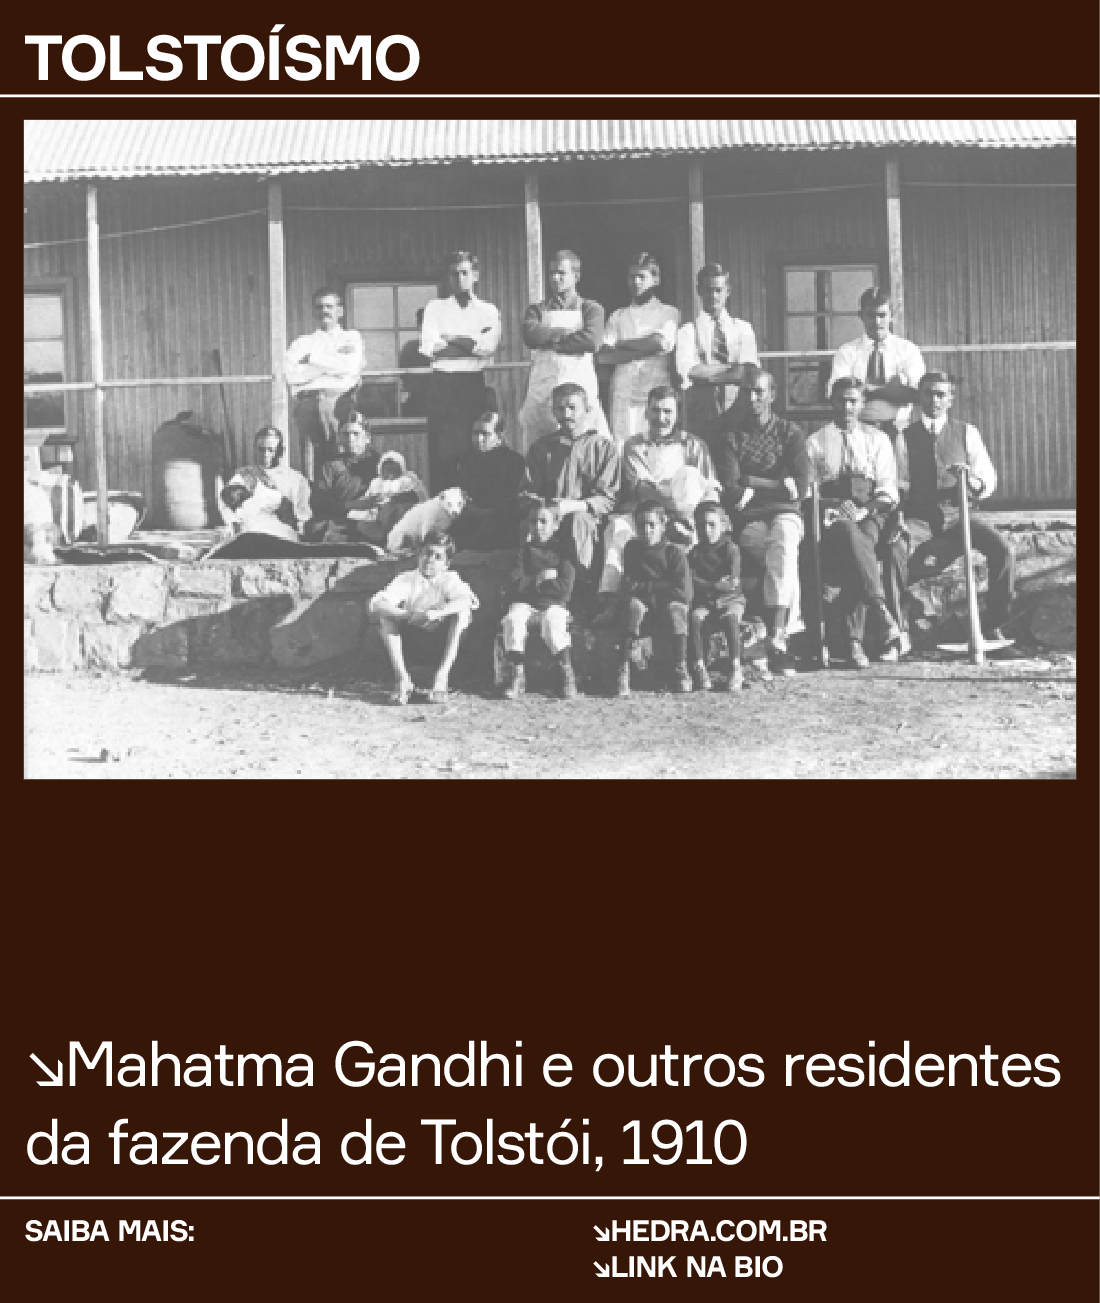 TOLSTOÍSMO
↘Mahatma Gandhi e outros residentes
da fazenda de Tolstói, 1910
SAIBA MAIS:
↘HEDRA.COM.BR
↘LINK NA BIO